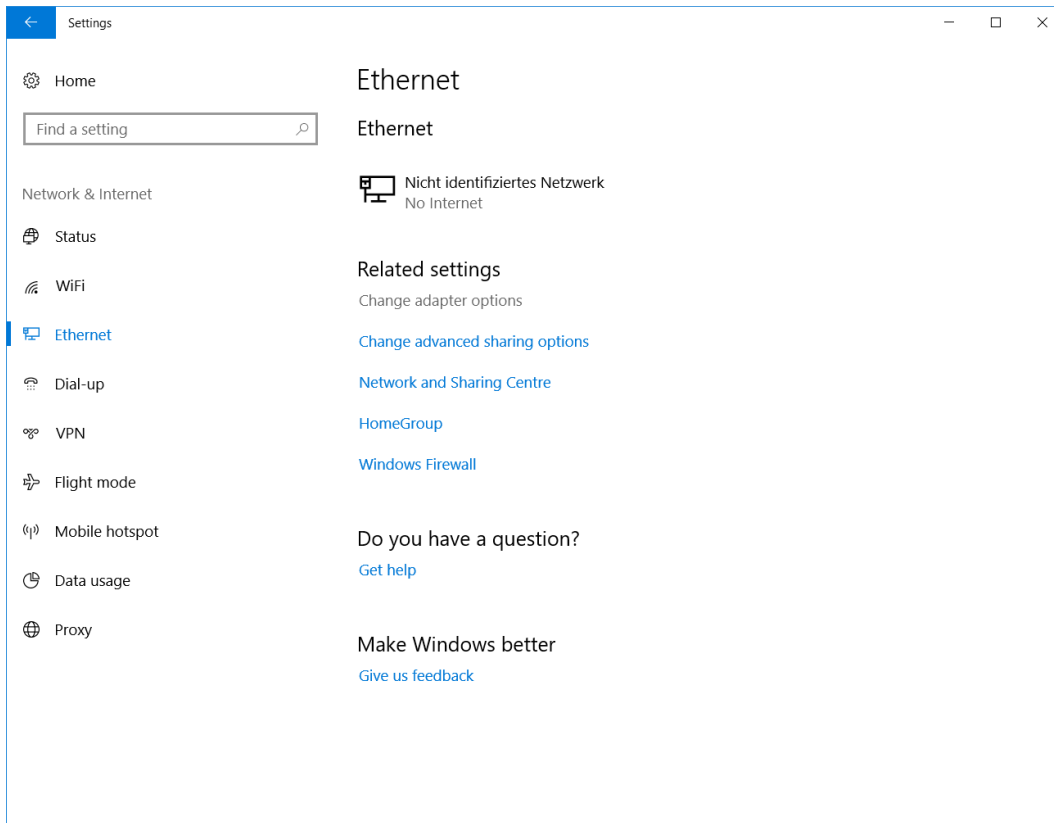 Settings
Home
Find a setting
Network & Internet
Status
WiFi
Ethernet
Dial-up
VPN
Flight mode
Mobile hotspot
Data usage
Proxy
Ethernet
Ethernet
Nicht identifiziertes Netzwerk
No Internet
Related settings
Change adapter options
Change advanced sharing options
Network and Sharing Centre
HomeGroup
Windows Firewall
Do you have a question?
Get help
Make Windows better
Give us feedback